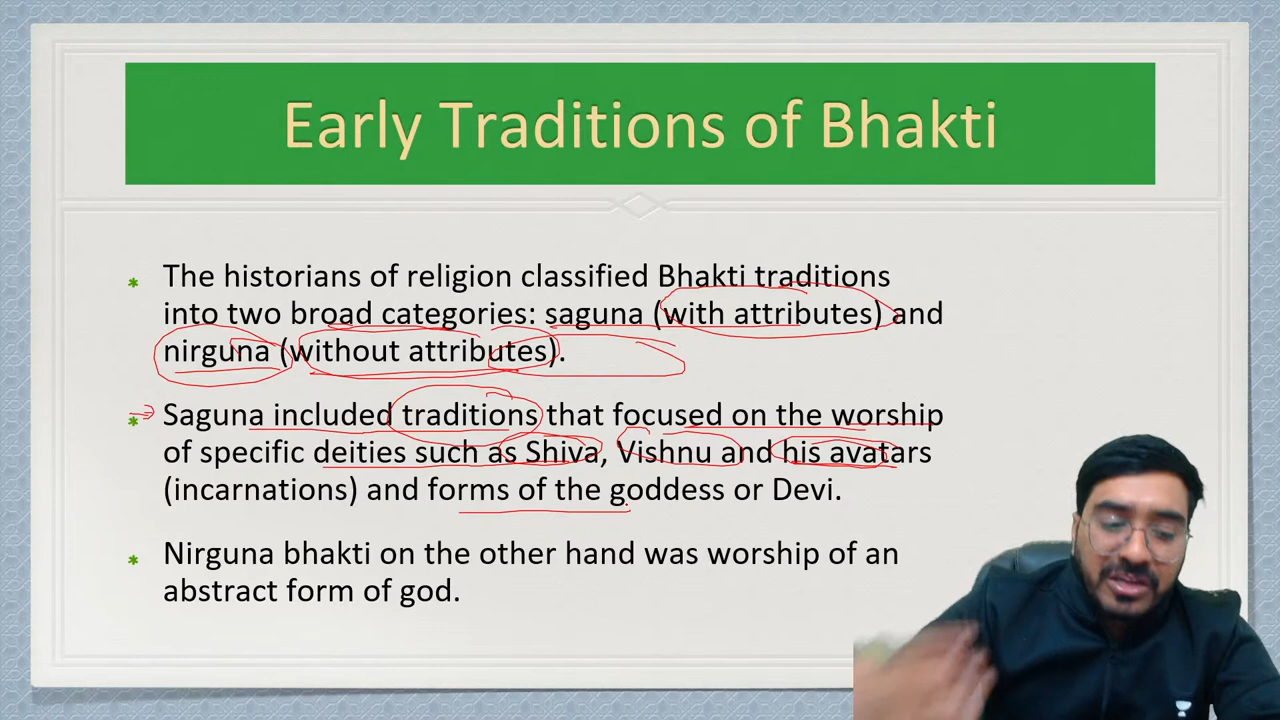 Early Traditions of Bhakti
The historians of religion classified Bhakti traditions
into two broad categories: saguna (with attributes) and
nirguna (without attributes).
Saguna included traditions that focused on the worship
of specific deities such as Shiva, Vishnu and his avatars
(incarnations) and forms of the goddess or Devi.
Nirguna bhakti on the other hand was worship of an
abstract form of god.